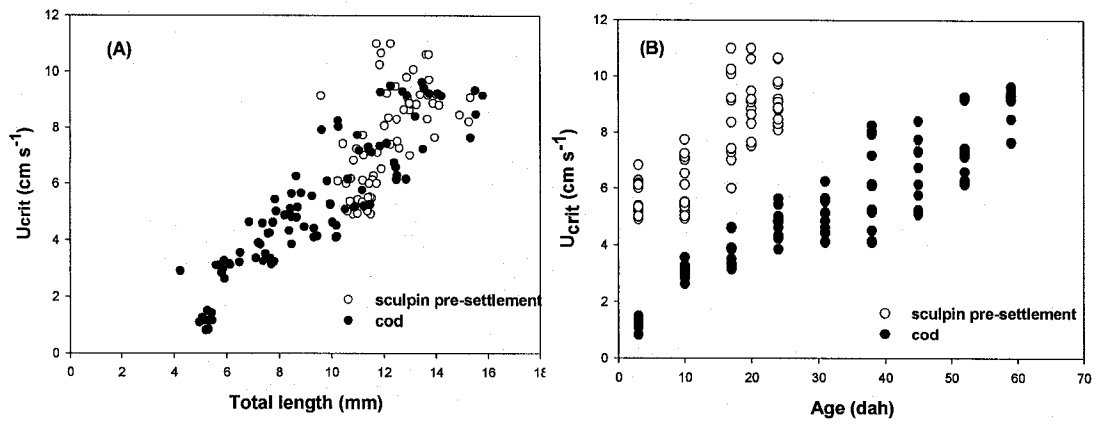 (A)
12
10
8
6
4
2
0
Ucrit (cm s-1)
0 2 4 6 8 10 12 14 16 18
Total length (mm)
sculpin pre-settlement
cod
(B)
12
10
8
6
4
2
0
Ucrit (cm s-1)
0 10 20 30 40 50 60 70
Age (dah)
sculpin pre-settlement
cod